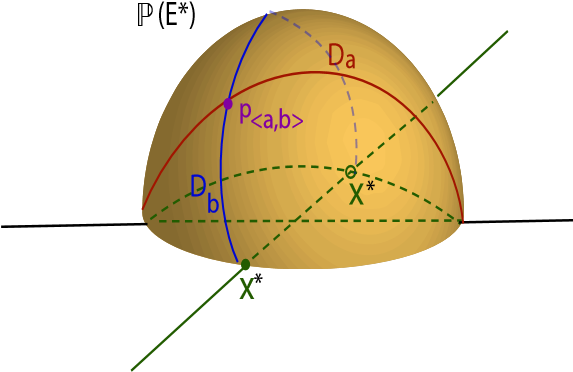 ℙ (E*)
Da
p<a,b>
Db
X*
X*